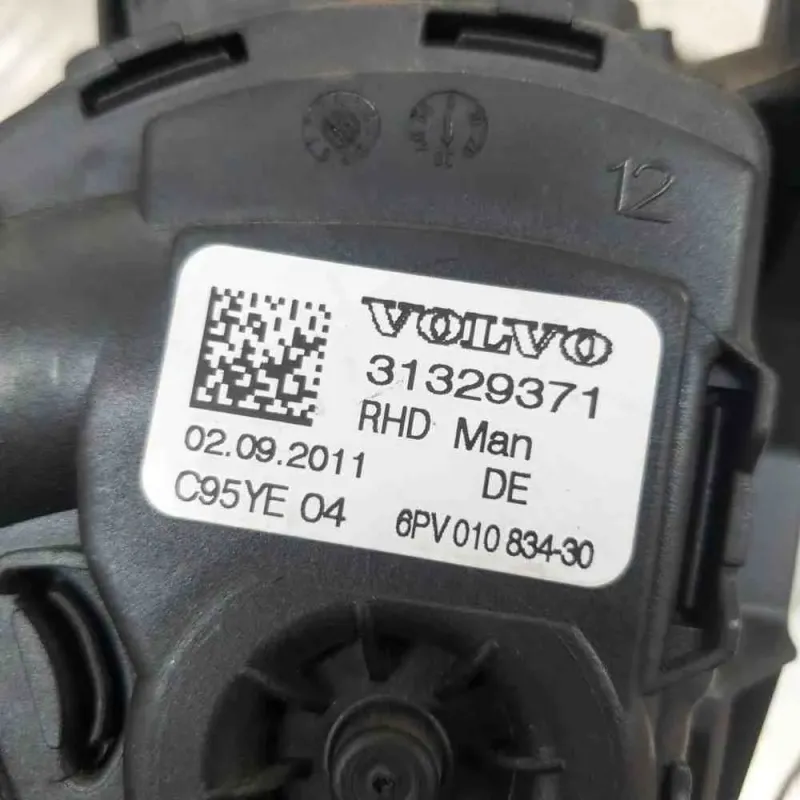 12
VOLVO
31329371
RHD Man
02.09.2011
DE
C95YE 04
6PV 010 834-30